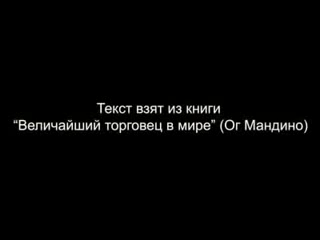 Текст взят из книги
“Величайший торговец в мире” (Ог Мандино)